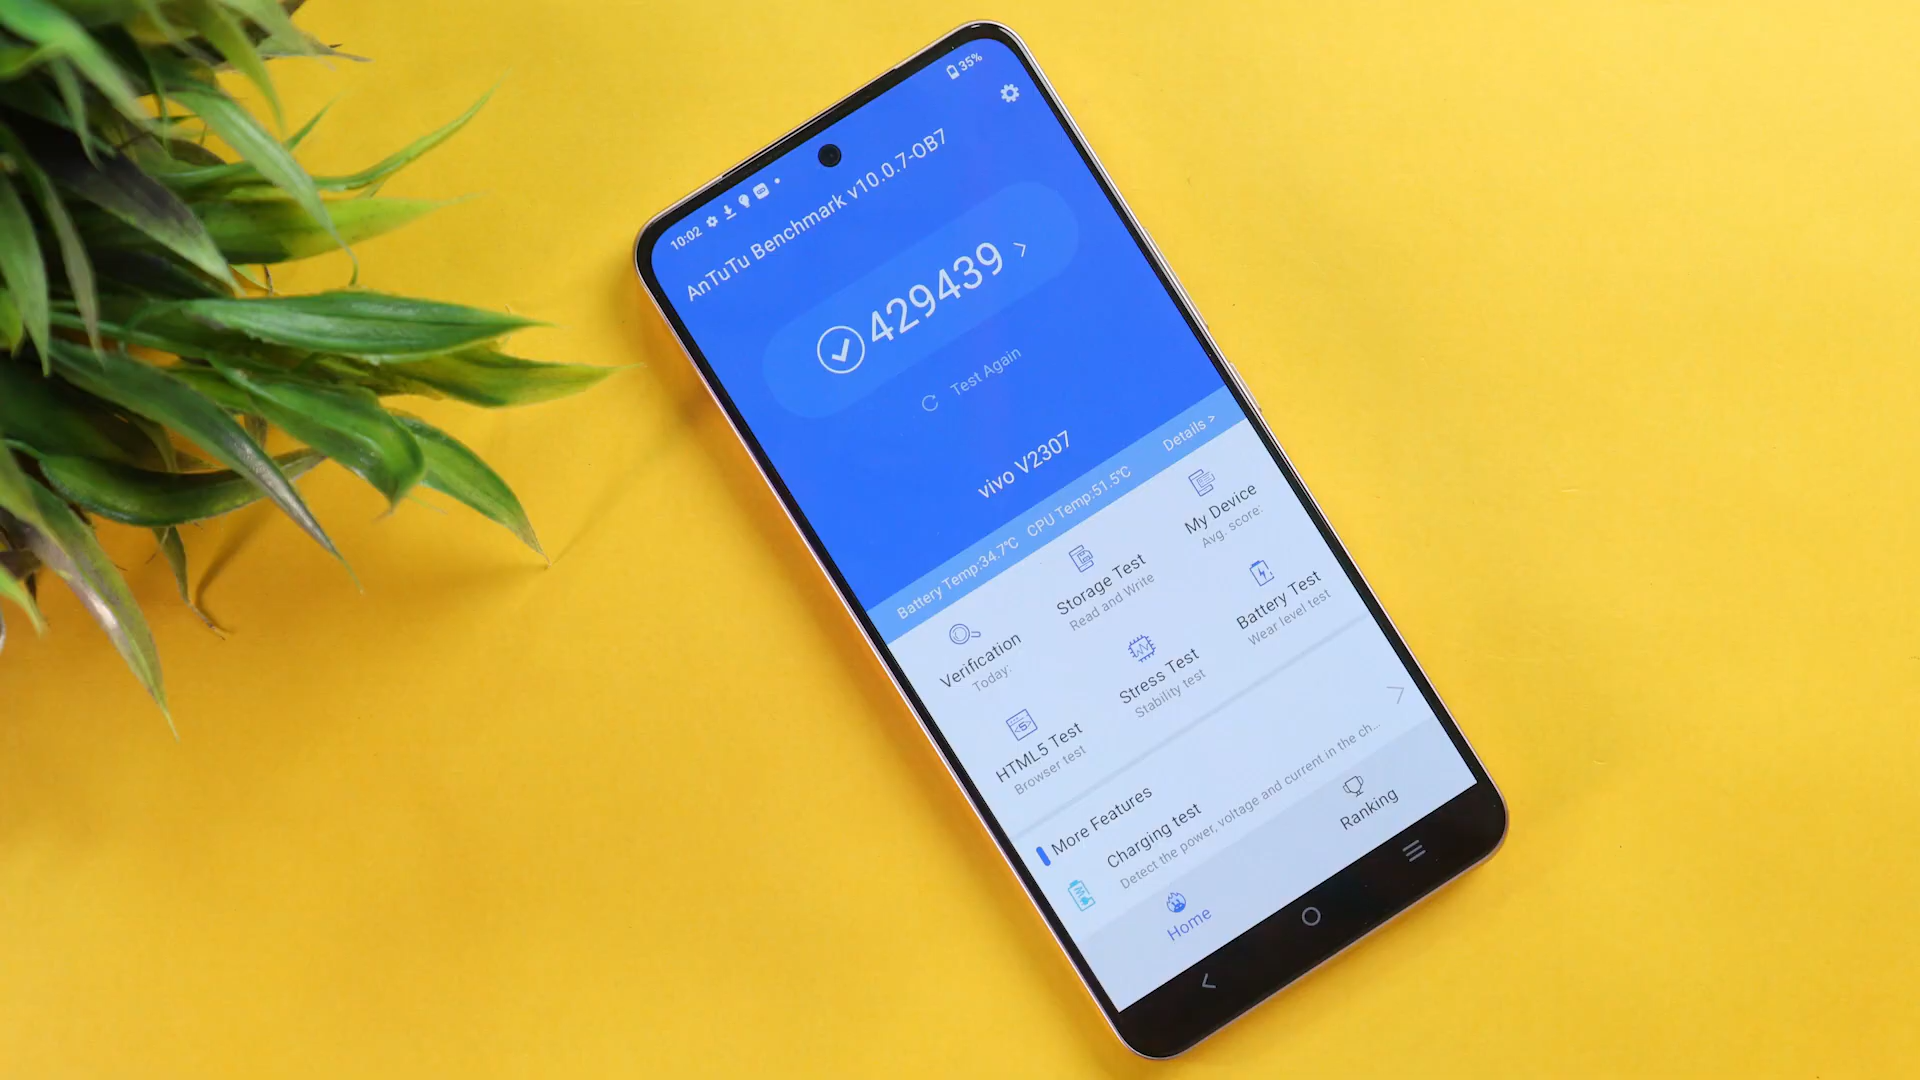 10:02
35%
AnTuTu Benchmark v10.0.7-OB7
429439 >
Test Again
vivo V2307
Battery Temp:34.7℃ CPU Temp:51.5℃ Details >
Verification
Today:
Storage Test
Read and Write
My Device
Avg. score:
HTML5 Test
Browser test
Stress Test
Stability test
Battery Test
Wear level test
More Features
Charging test
Detect the power, voltage and current in the ch...
Home
Ranking